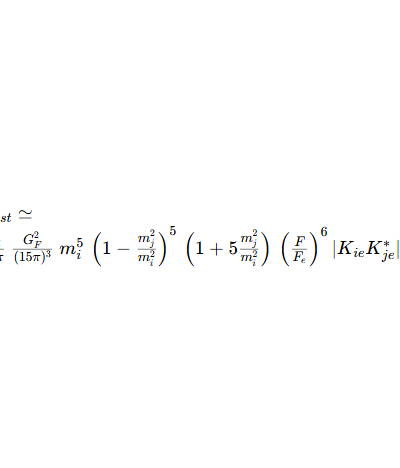 st ≃
G_F^2/(15π)^3 m_i^5 (1 − m_j^2/m_i^2)^5 (1 + 5 m_j^2/m_i^2) (F/F_e)^6 |K_{ie}K_{je}^*|